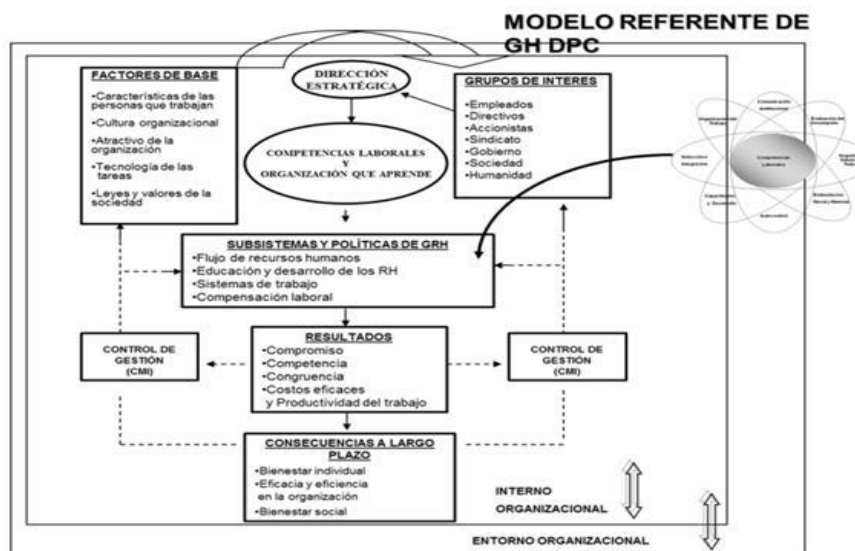 MODELO REFERENTE DE
GH DPC
FACTORES DE BASE
•Características de las
personas que trabajan
•Cultura organizacional
•Atractivo de la
organización
•Tecnología de las
tareas
•Leyes y valores de la
sociedad
DIRECCIÓN
ESTRATÉGICA
COMPETENCIAS LABORALES
Y
ORGANIZACIÓN QUE APRENDE
GRUPOS DE INTERES
•Empleados
•Directivos
•Accionistas
•Sindicato
•Gobierno
•Sociedad
•Humanidad
Comunicación
Institucional
Competencias
Laborales
Autocontrol
SUBSISTEMAS Y POLÍTICAS DE GRH
•Flujo de recursos humanos
•Educación y desarrollo de los RH
•Sistemas de trabajo
•Compensación laboral
CONTROL DE
GESTIÓN
(CMI)
RESULTADOS
•Compromiso
•Competencia
•Congruencia
•Costos eficaces
y Productividad del trabajo
CONTROL DE
GESTIÓN
(CMI)
CONSECUENCIAS A LARGO
PLAZO
•Bienestar individual
•Eficacia y eficiencia
en la organización
•Bienestar social
INTERNO
ORGANIZACIONAL
ENTORNO ORGANIZACIONAL